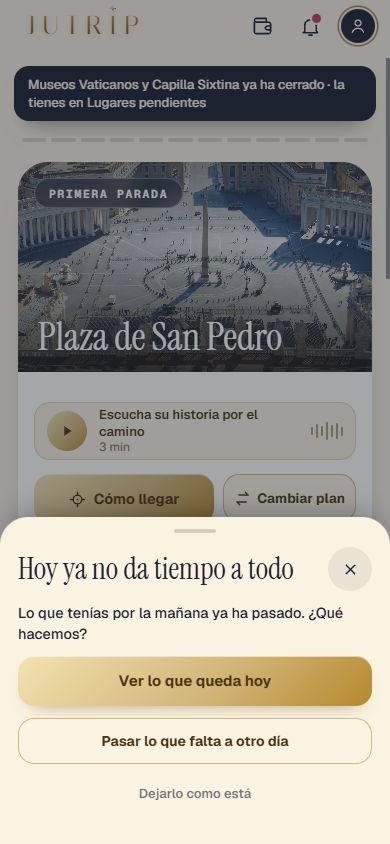 JUTRIP
Museos Vaticanos y Capilla Sixtina ya ha cerrado · la
tienes en Lugares pendientes
PRIMERA PARADA
Plaza de San Pedro
Escucha su historia por el
camino
3 min
Cómo llegar
Cambiar plan
Hoy ya no da tiempo a todo
Lo que tenías por la mañana ya ha pasado. ¿Qué
hacemos?
Ver lo que queda hoy
Pasar lo que falta a otro día
Dejarlo como está